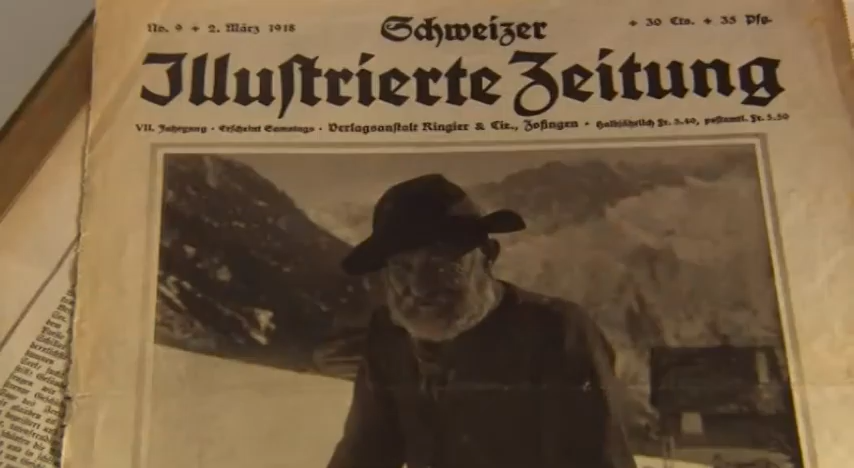 No. 9 + 2. März 1918
Schweizer
+ 30 Cts. + 35 Pfg.
Illustrierte Zeitung
VII. Jahrgang · Erscheint Samstags · Verlagsanstalt Ringier & Cie., Zofingen · Halbjährlich Fr. 5.40, postamtl. Fr. 5.50